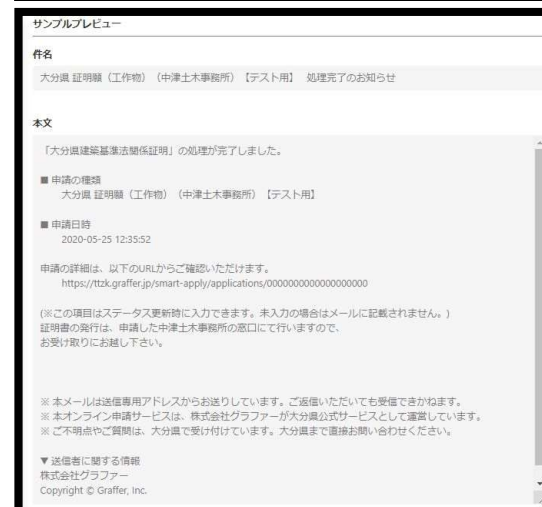 サンプルプレビュー
件名
大分県 証明願（工作物）（中津土木事務所）【テスト用】 処理完了のお知らせ
本文
「大分県建築基準法関係証明」の処理が完了しました。
■ 申請の種類
大分県 証明願（工作物）（中津土木事務所）【テスト用】
■ 申請日時
2020-05-25 12:35:52
申請の詳細は、以下のURLからご確認いただけます。
https://ttzk.graffer.jp/smart-apply/applications/0000000000000000000
(※この項目はステータス更新時に入力できます。未入力の場合はメールに記載されません。)
証明書の発行は、申請した中津土木事務所の窓口にて行いますので、
お受け取りにお越し下さい。
※ 本メールは送信専用アドレスからお送りしています。ご返信いただいても受信できかねます。
※ 本オンライン申請サービスは、株式会社グラファーが大分県公式サービスとして運営しています。
※ ご不明点やご質問は、大分県で受け付けています。大分県まで直接お問い合わせください。
▼ 送信者に関する情報
株式会社グラファー
Copyright © Graffer, Inc.